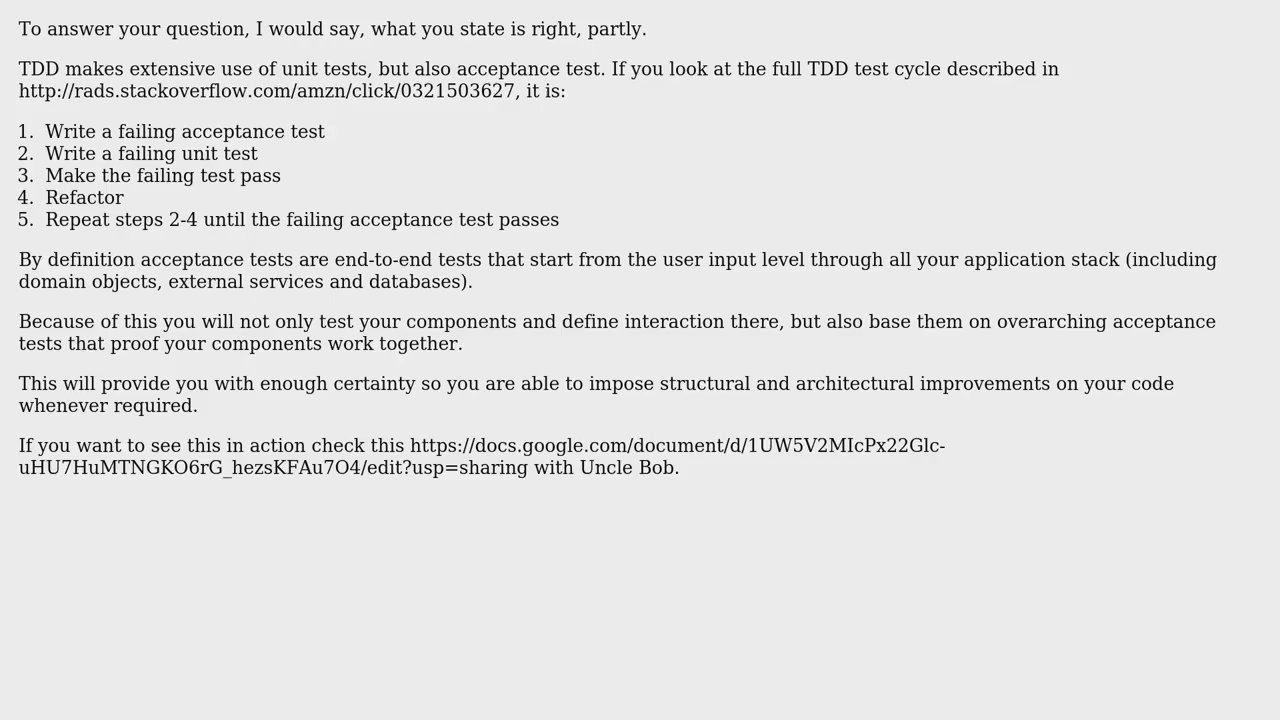 To answer your question, I would say, what you state is right, partly.
TDD makes extensive use of unit tests, but also acceptance test. If you look at the full TDD test cycle described in
http://rads.stackoverflow.com/amzn/click/0321503627, it is:
1. Write a failing acceptance test
2. Write a failing unit test
3. Make the failing test pass
4. Refactor
5. Repeat steps 2-4 until the failing acceptance test passes
By definition acceptance tests are end-to-end tests that start from the user input level through all your application stack (including
domain objects, external services and databases).
Because of this you will not only test your components and define interaction there, but also base them on overarching acceptance
tests that proof your components work together.
This will provide you with enough certainty so you are able to impose structural and architectural improvements on your code
whenever required.
If you want to see this in action check this https://docs.google.com/document/d/1UW5V2MIcPx22Glc-
uHU7HuMTNGKO6rG_hezsKFAu7O4/edit?usp=sharing with Uncle Bob.